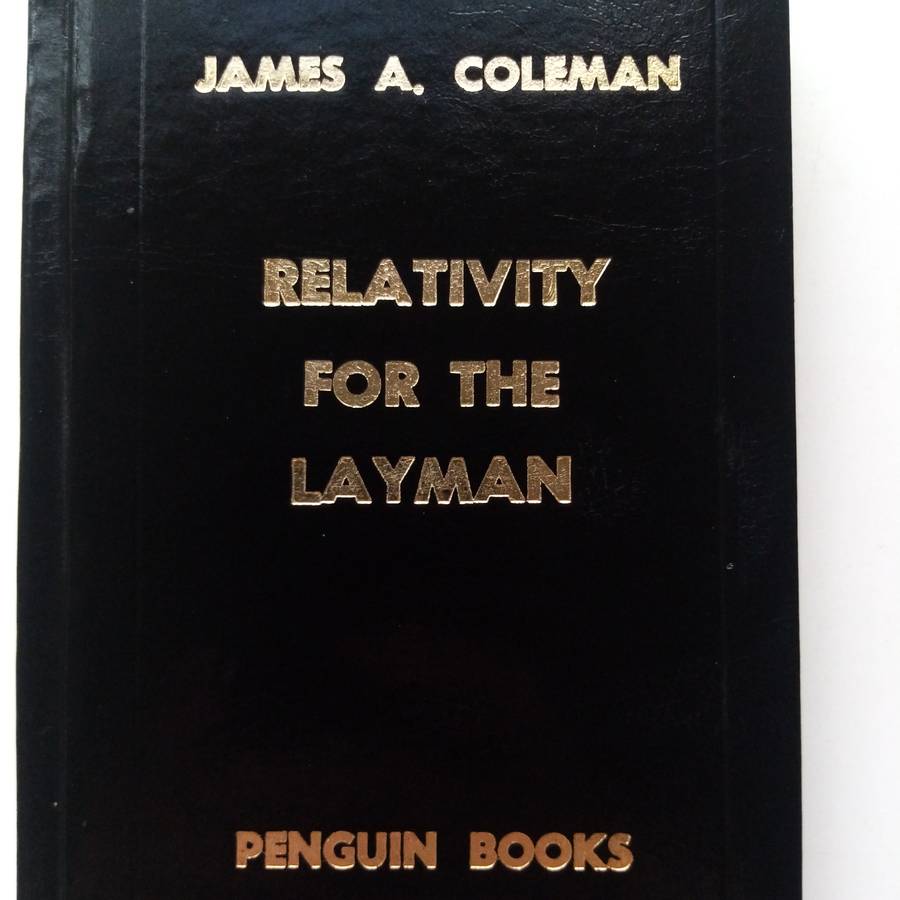 JAMES A. COLEMAN
RELATIVITY
FOR THE
LAYMAN
PENGUIN BOOKS